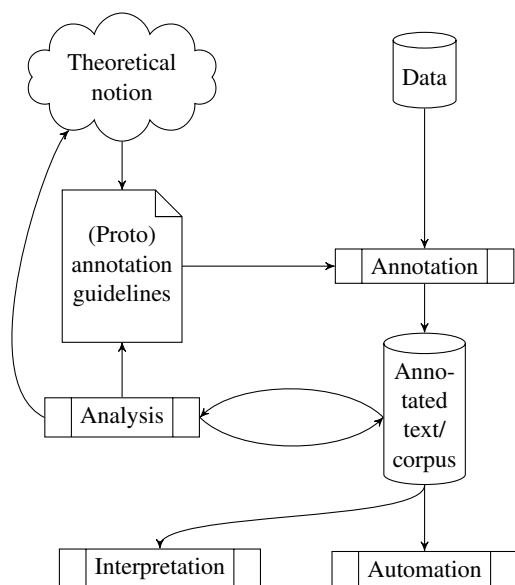 Theoretical
notion
Data
(Proto)
annotation
guidelines
Annotation
Anno-
tated
text/
corpus
Analysis
Interpretation
Automation